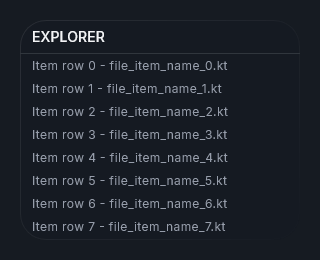 EXPLORER
Item row 0 - file_item_name_0.kt
Item row 1 - file_item_name_1.kt
Item row 2 - file_item_name_2.kt
Item row 3 - file_item_name_3.kt
Item row 4 - file_item_name_4.kt
Item row 5 - file_item_name_5.kt
Item row 6 - file_item_name_6.kt
Item row 7 - file_item_name_7.kt